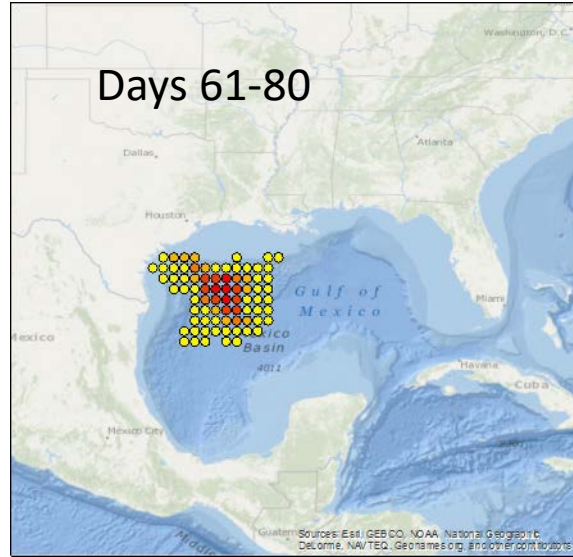 Washington, D.C.
Days 61-80
Atlanta
Dallas
Houston
Gulf of
Mexico
Miami
Basin
4011
Havana
Cuba
Mexico City
Sources: Esri, GEBCO, NOAA, National Geographic,
DeLorme, NAVTEQ, Geonames.org, and other contributors